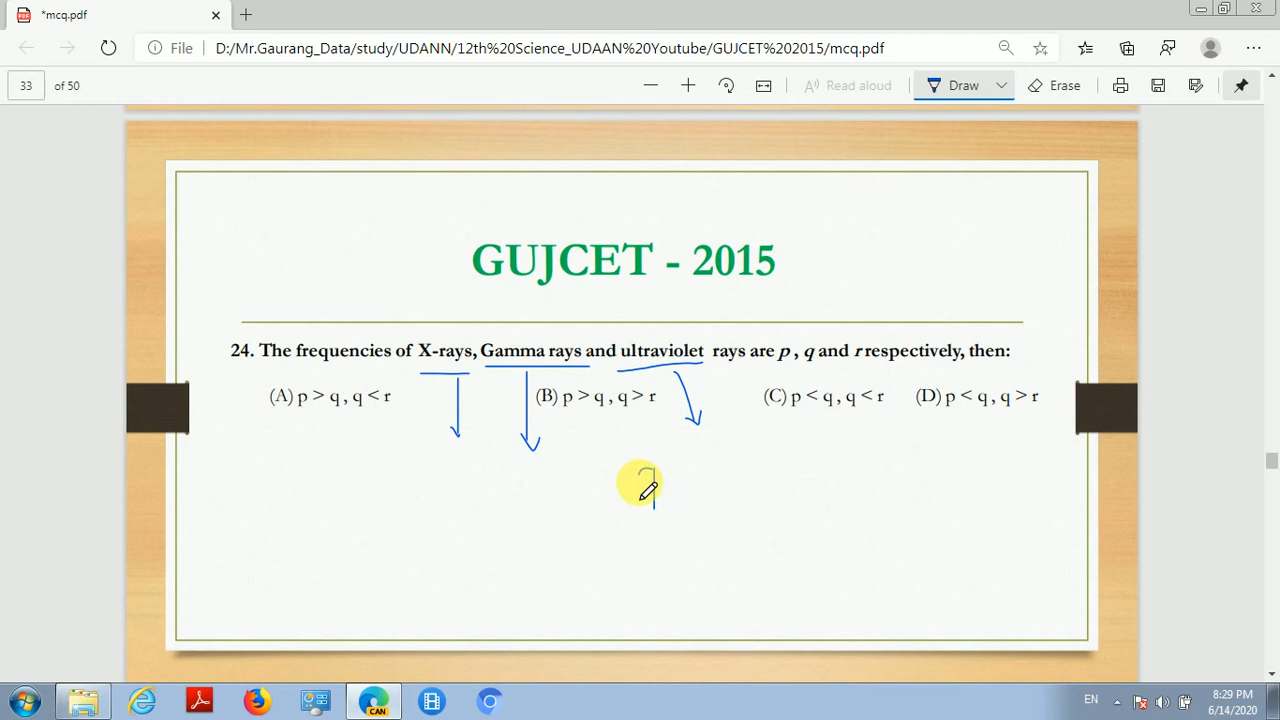 *mcq.pdf
File
D:/Mr.Gaurang_Data/study/UDANN/12th%20Science_UDAAN%20Youtube/GUJCET%202015/mcq.pdf
33 of 50
Read aloud
Draw
Erase
GUJCET - 2015
24. The frequencies of X-rays, Gamma rays and ultraviolet rays are p , q and r respectively, then:
(A) p > q , q < r (B) p > q , q > r (C) p < q , q < r (D) p < q , q > r
CAN
EN
8:29 PM
6/14/2020